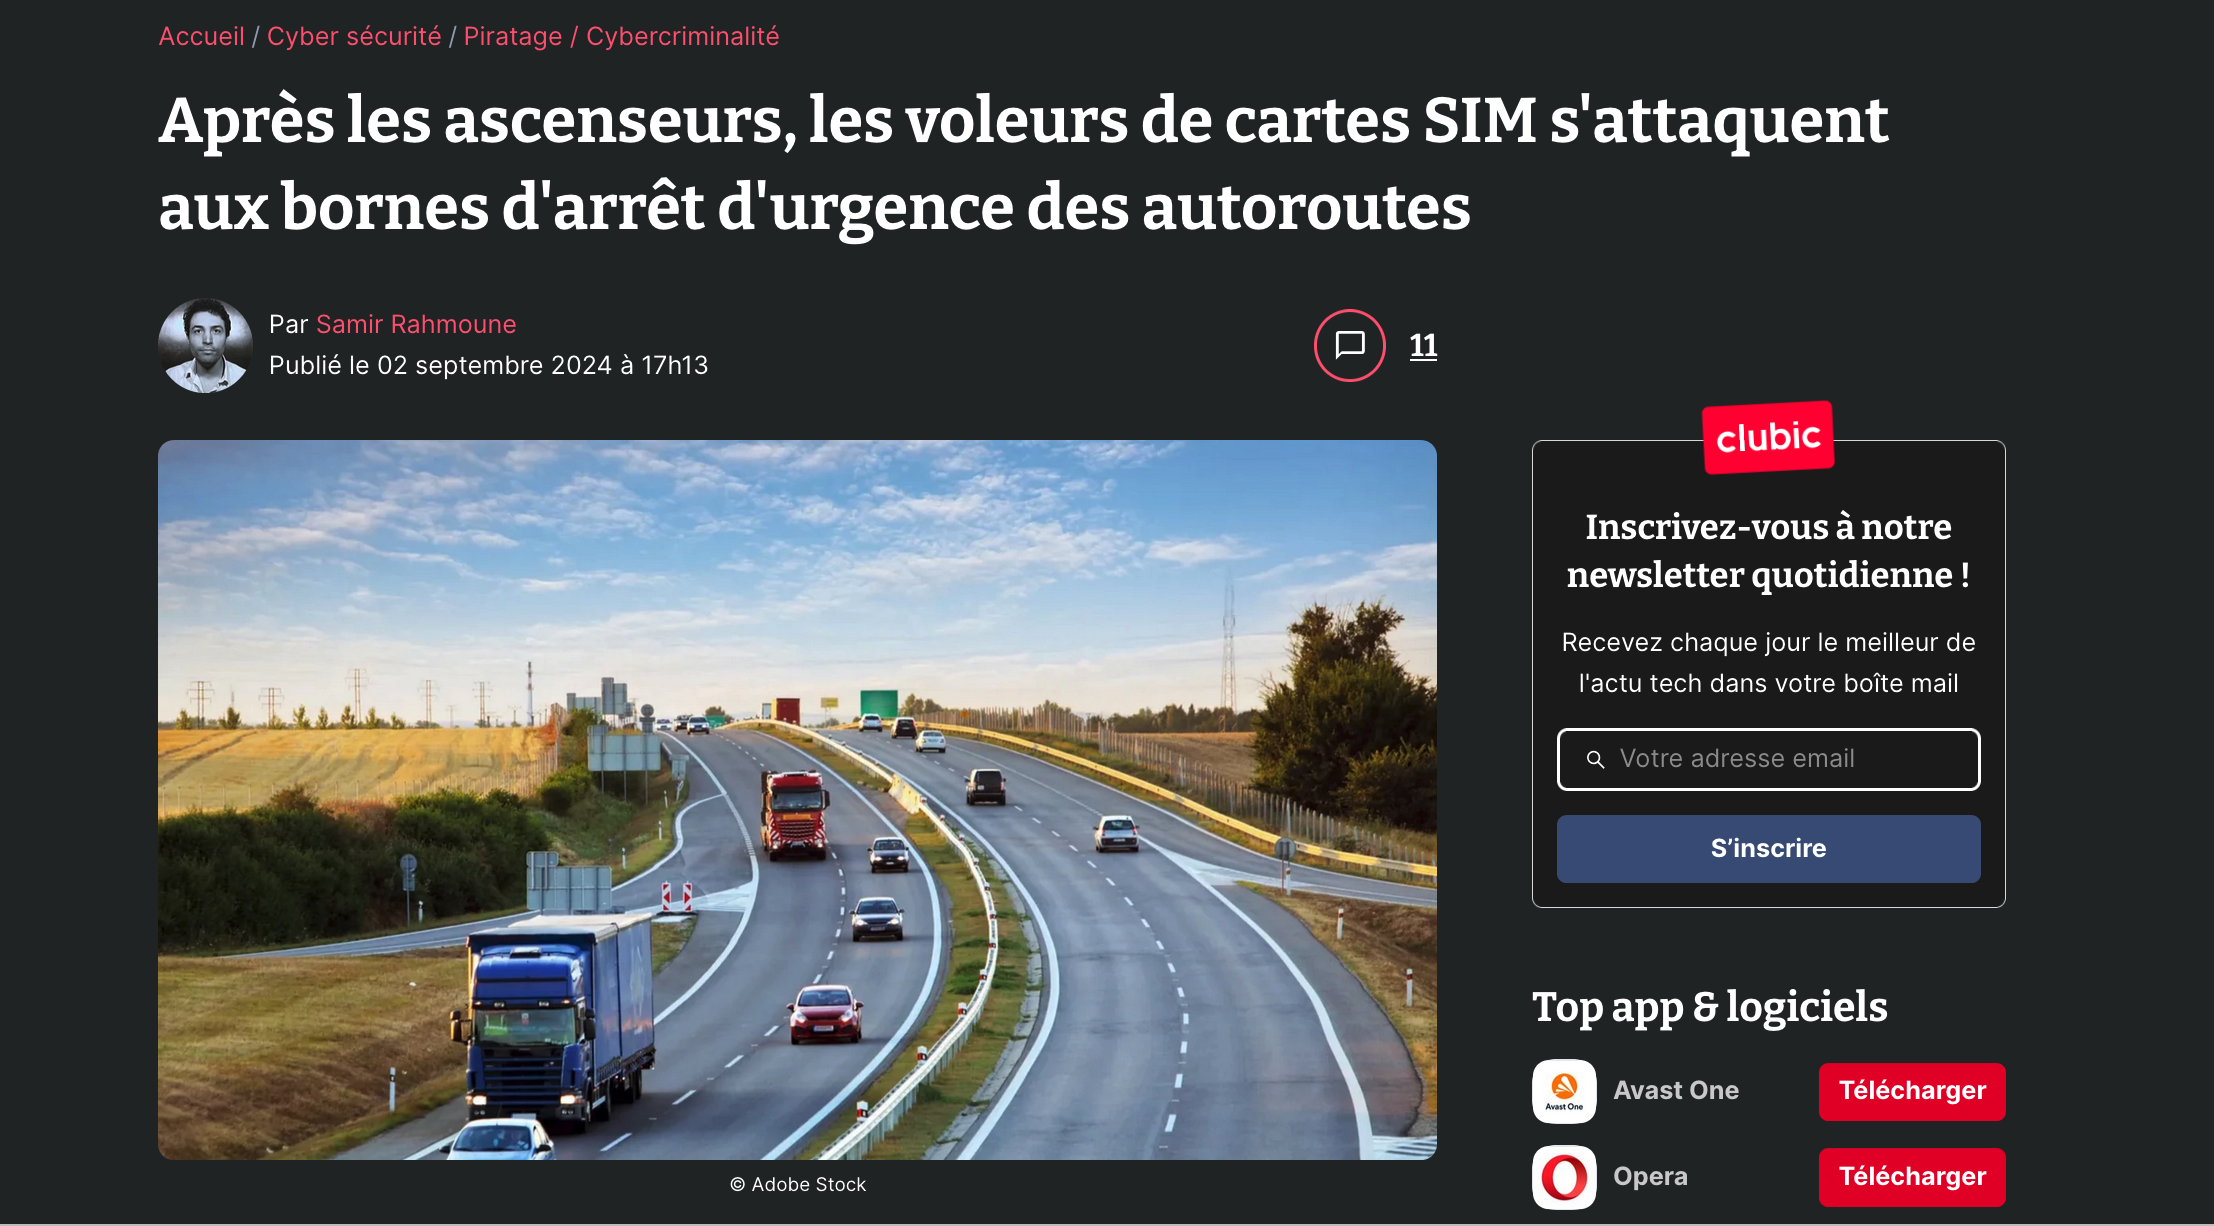 Accueil / Cyber sécurité / Piratage / Cybercriminalité
Après les ascenseurs, les voleurs de cartes SIM s'attaquent
aux bornes d'arrêt d'urgence des autoroutes
Par Samir Rahmoune
Publié le 02 septembre 2024 à 17h13
11
© Adobe Stock
clubic
Inscrivez-vous à notre
newsletter quotidienne !
Recevez chaque jour le meilleur de
l'actu tech dans votre boîte mail
Votre adresse email
S’inscrire
Top app & logiciels
Avast One
Avast One
Télécharger
Opera
Télécharger